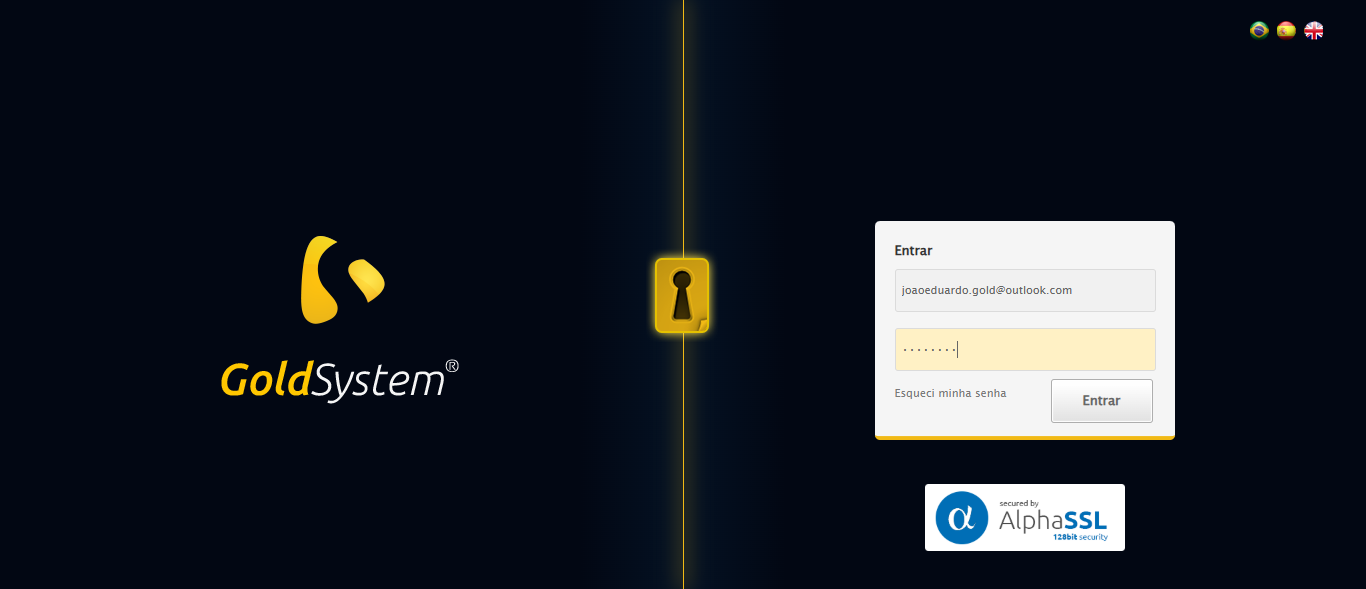 GoldSystem®
Entrar
joaoeduardo.gold@outlook.com
Esqueci minha senha
Entrar
secured by
α
AlphaSSL
128bit security